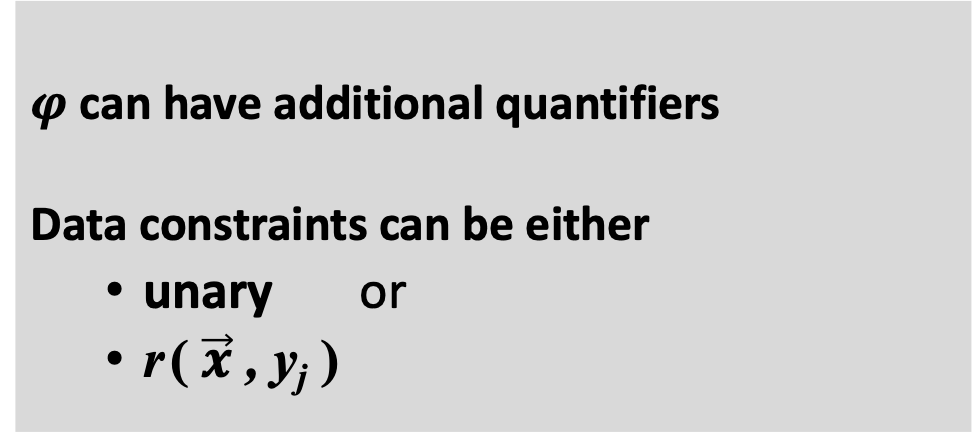 φ can have additional quantifiers
Data constraints can be either
• unary or
• r( x⃗ , yⱼ )